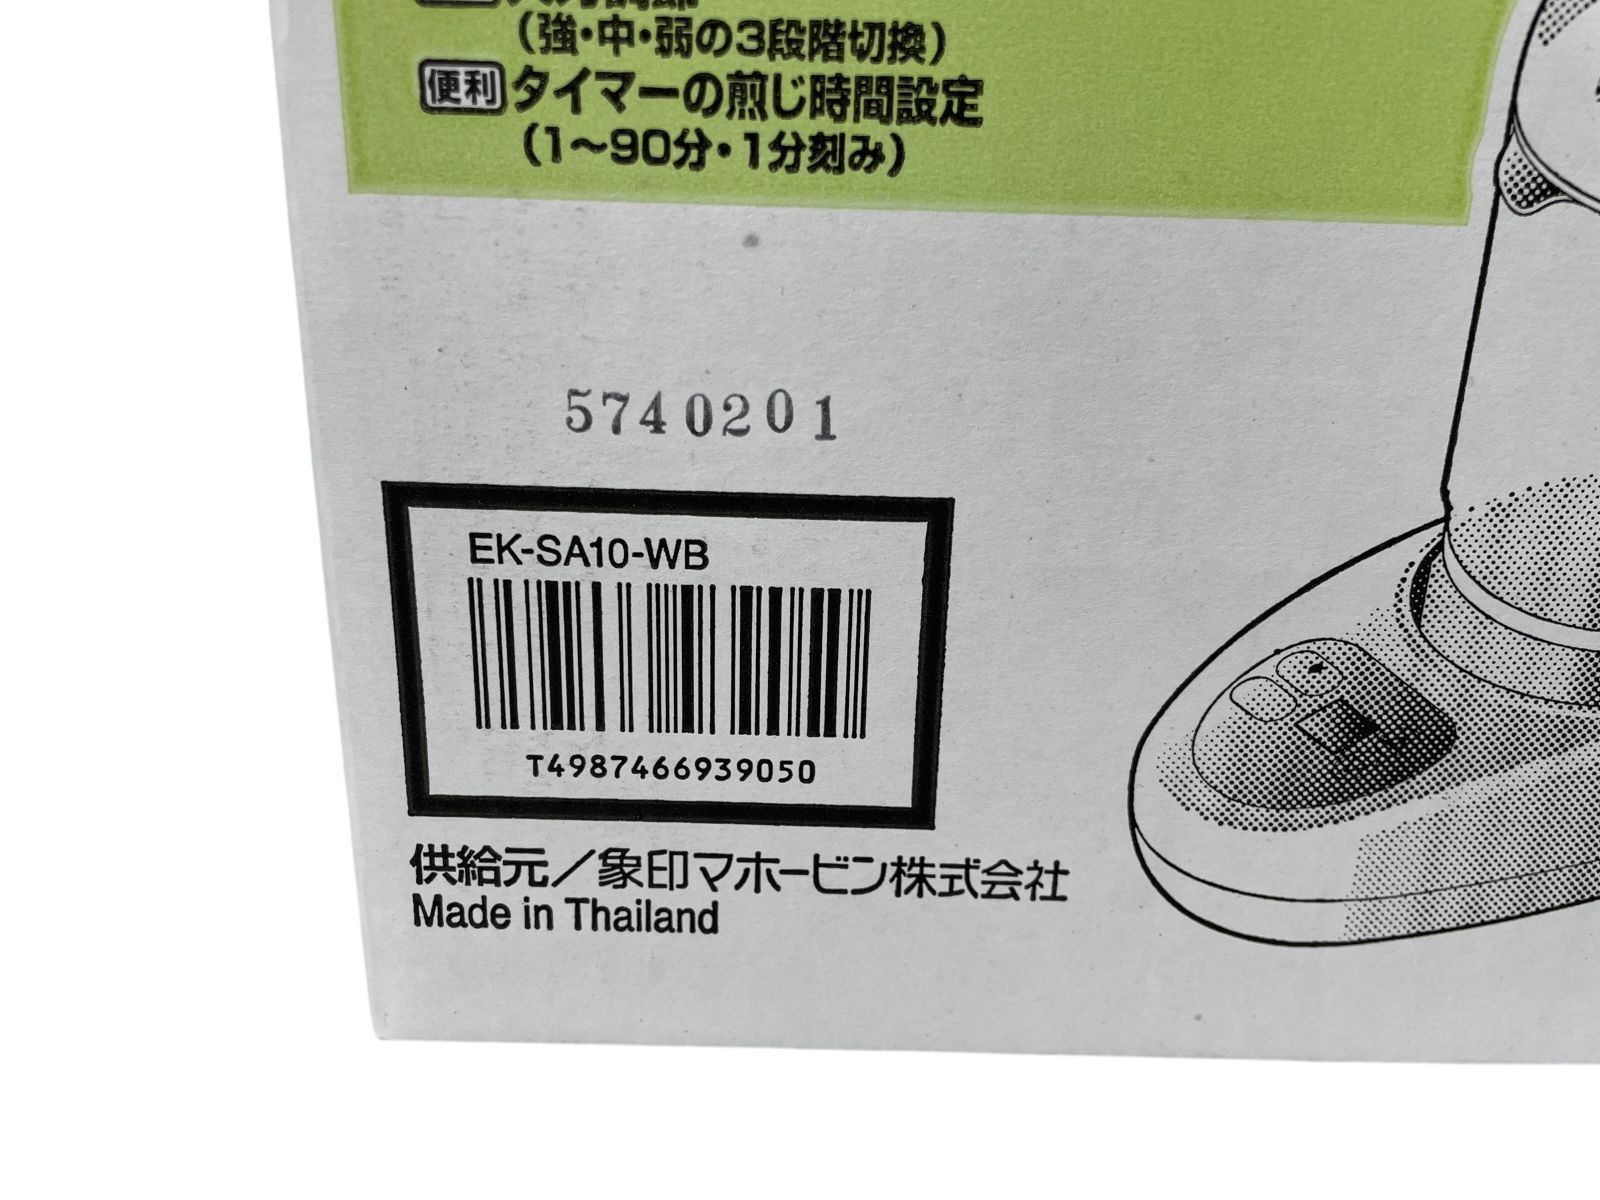 (強・中・弱の3段階切換)
便利 タイマーの煎じ時間設定
(1〜90分・1分刻み)
5740201
EK-SA10-WB
T4987466939050
供給元／象印マホービン株式会社
Made in Thailand